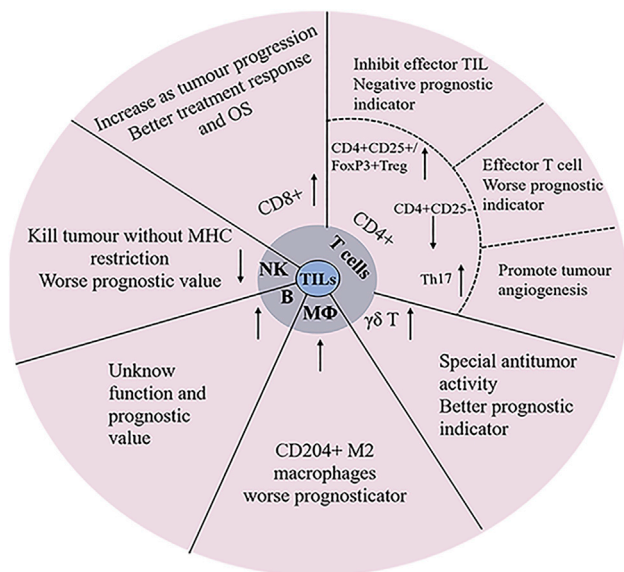 Increase as tumour progression
Better treatment response
and OS
CD8+
Inhibit effector TIL
Negative prognostic
indicator
CD4+CD25+/
FoxP3+Treg
Effector T cell
Worse prognostic
indicator
CD4+
CD4+CD25-
Th17
Promote tumour
angiogenesis
Kill tumour without MHC
restriction
Worse prognostic value
NK
T cells
TILs
B
MΦ
γδ T
Special antitumor
activity
Better prognostic
indicator
Unknow
function and
prognostic
value
CD204+ M2
macrophages
worse prognosticator